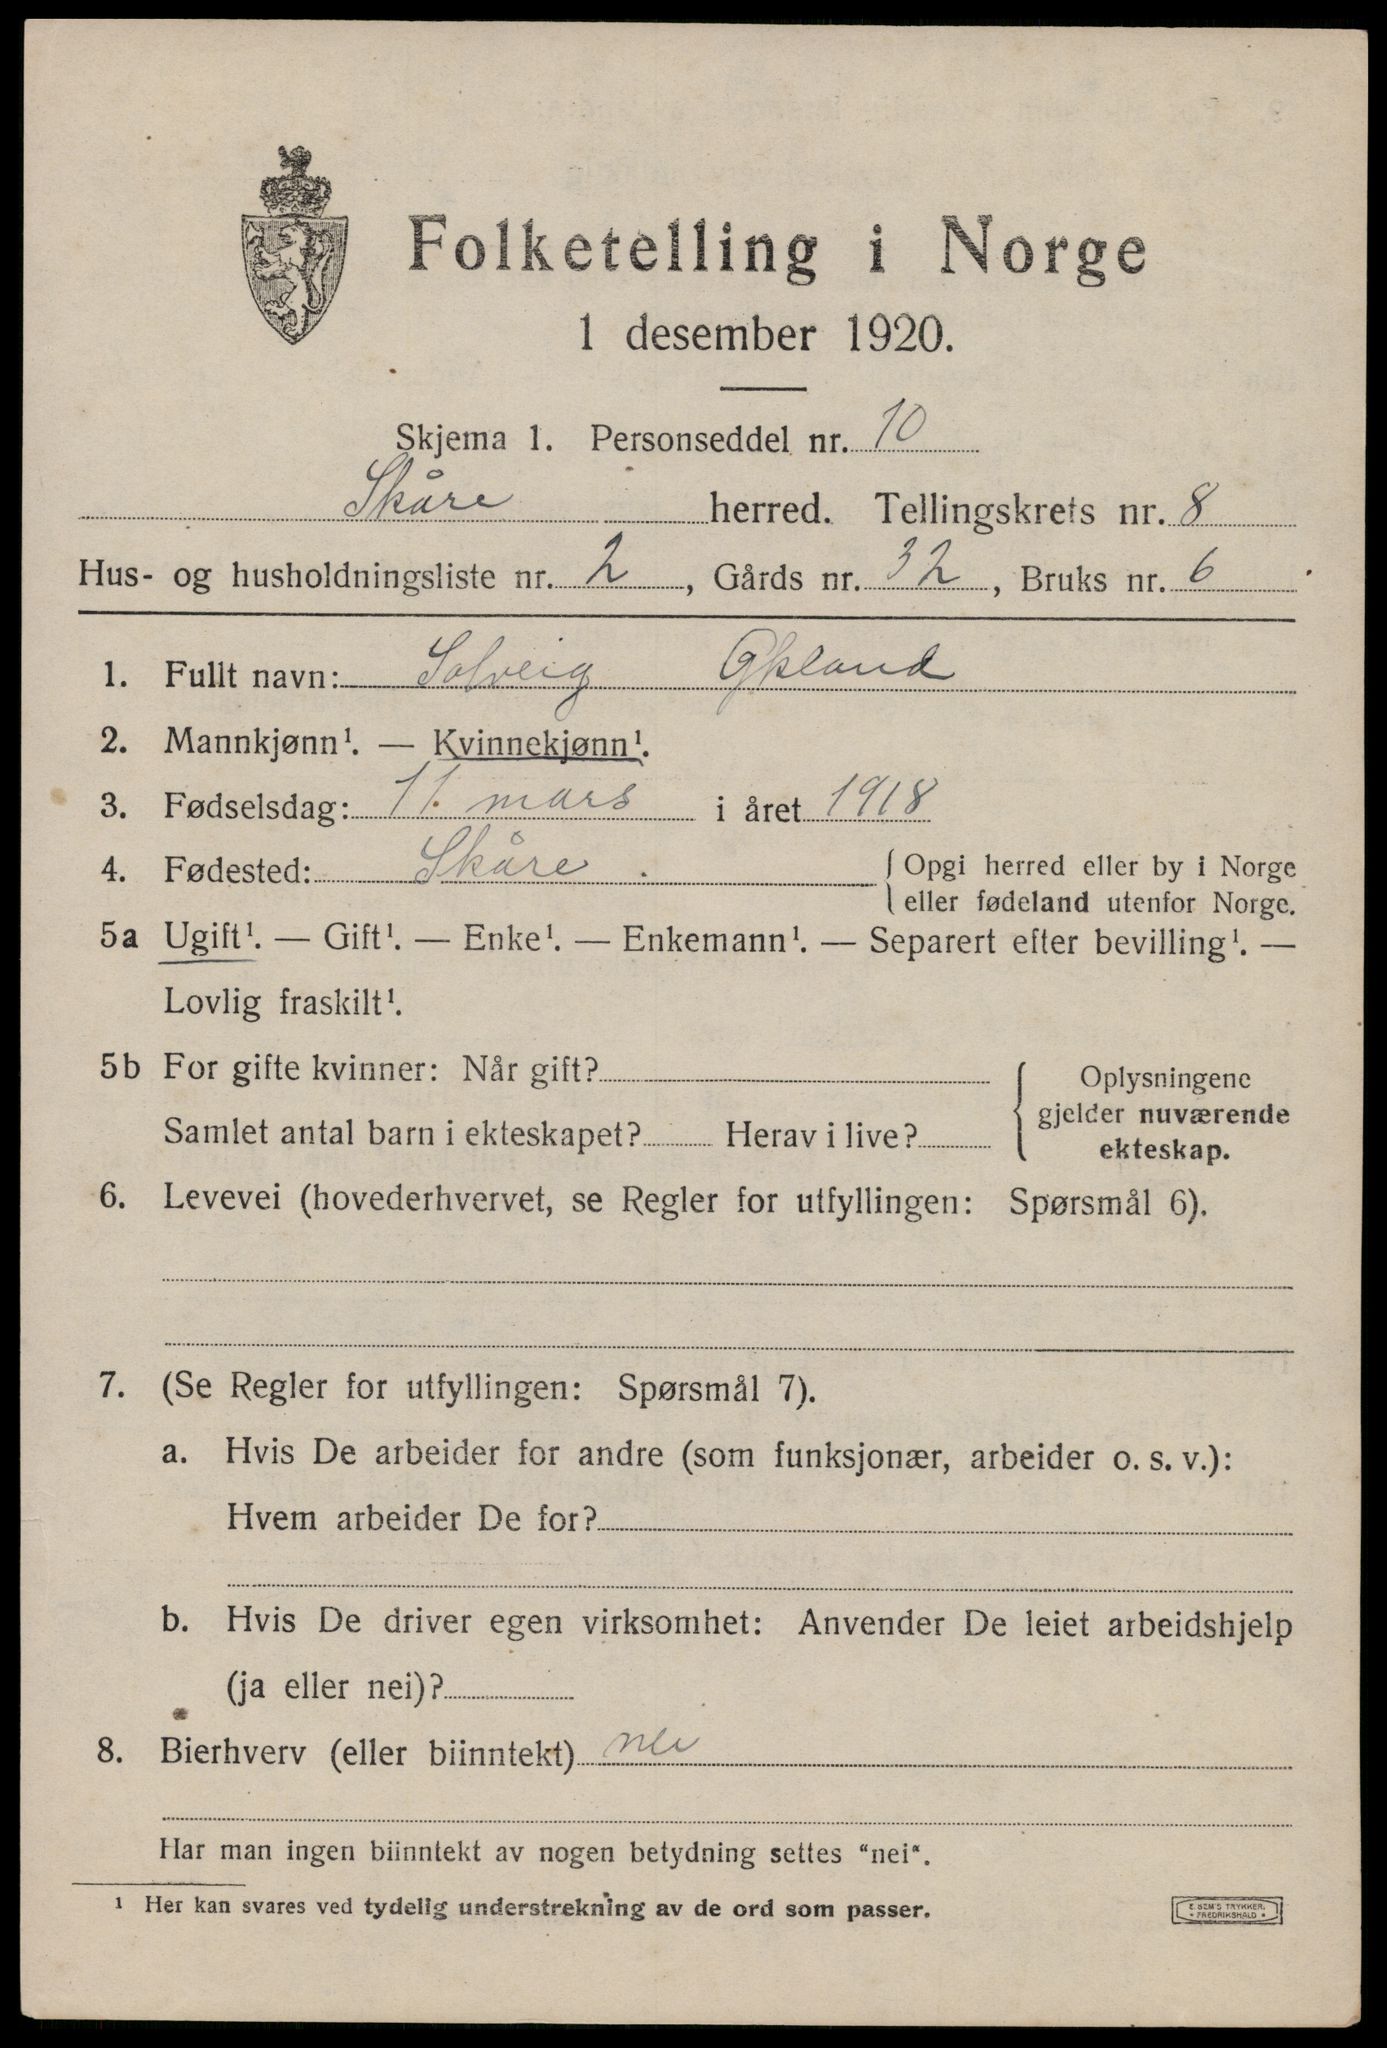 Folketelling i Norge
1 desember 1920.
Skjema 1. Personseddel nr. 10
Skåre herred. Tellingskrets nr. 8
Hus- og husholdningsliste nr. 2, Gårds nr. 32, Bruks nr. 6
1. Fullt navn: Solveig
2. Mannkjønn¹. — Kvinnekjønn¹.
3. Fødselsdag: 11. mars i året 1918
4. Fødested: Skåre. { Opgi herred eller by i Norge
eller fødeland utenfor Norge.
5a Ugift¹. — Gift¹. — Enke¹. — Enkemann¹. — Separert efter bevilling¹. —
Lovlig fraskilt¹.
5b For gifte kvinner: Når gift? { Oplysningene
gjelder nuværende
Samlet antal barn i ekteskapet? Herav i live?
ekteskap.
6. Levevei (hovederhvervet, se Regler for utfyllingen: Spørsmål 6).
7. (Se Regler for utfyllingen: Spørsmål 7).
a. Hvis De arbeider for andre (som funksjonær, arbeider o. s. v.):
Hvem arbeider De for?
b. Hvis De driver egen virksomhet: Anvender De leiet arbeidshjelp
(ja eller nei)?
8. Bierhverv (eller biinntekt) nei
Har man ingen biinntekt av nogen betydning settes “nei”.
¹ Her kan svares ved tydelig understrekning av de ord som passer.
E. SEM'S TRYKKERI
* FREDRIKSHALD *